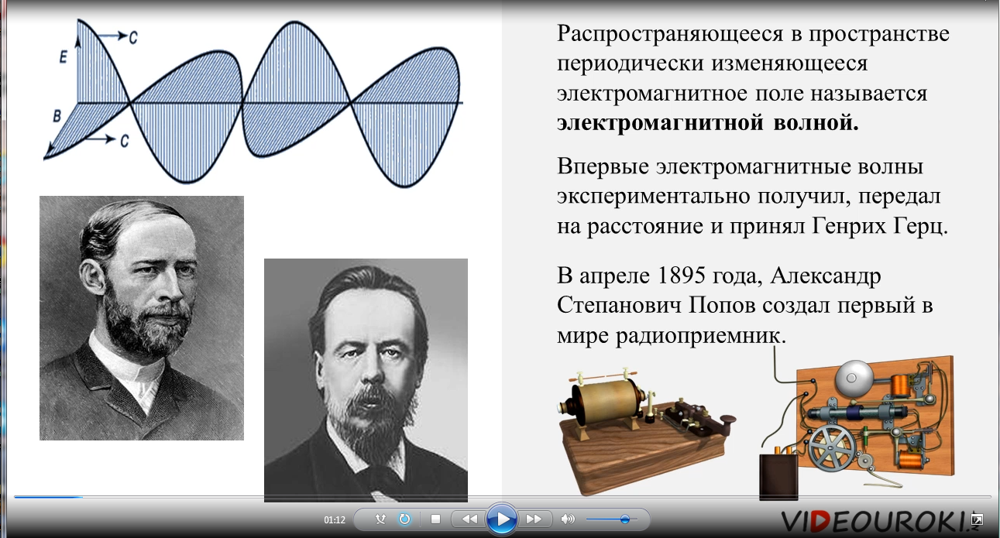 E
C
B
C
Распространяющееся в пространстве
периодически изменяющееся
электромагнитное поле называется
электромагнитной волной.
Впервые электромагнитные волны
экспериментально получил, передал
на расстояние и принял Генрих Герц.
В апреле 1895 года, Александр
Степанович Попов создал первый в
мире радиоприемник.
01:12
VIDEOUROKI